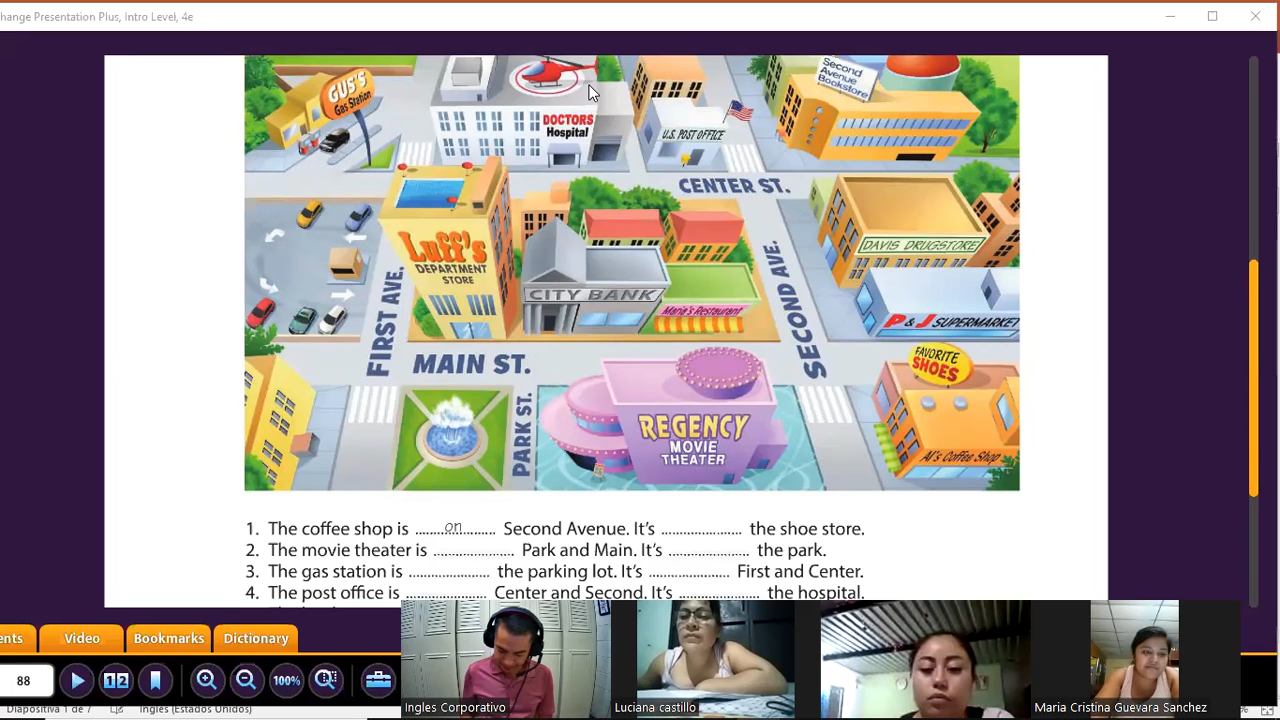 hange Presentation Plus, Intro Level, 4e
GUS'S
Gas Station
DOCTORS
Hospital
U.S. POST OFFICE
Second
Avenue
Bookstore
CENTER ST.
Luff's
DEPARTMENT
STORE
CITY BANK
Maria's Restaurant
DAVIS DRUGSTORE
P & J SUPERMARKET
FIRST AVE.
SECOND AVE.
MAIN ST.
FAVORITE
SHOES
PARK ST.
REGENCY
MOVIE
THEATER
Al's Coffee Shop
1. The coffee shop is ....on.... Second Avenue. It's .................... the shoe store.
2. The movie theater is .................... Park and Main. It's .................... the park.
3. The gas station is .................... the parking lot. It's .................... First and Center.
4. The post office is .................... Center and Second. It's .................... the hospital.
ents Video Bookmarks Dictionary
88 12 100%
Diapositiva 1 de 7 Inglés (Estados Unidos)
Ingles Corporativo Luciana castillo Maria Cristina Guevara Sanchez